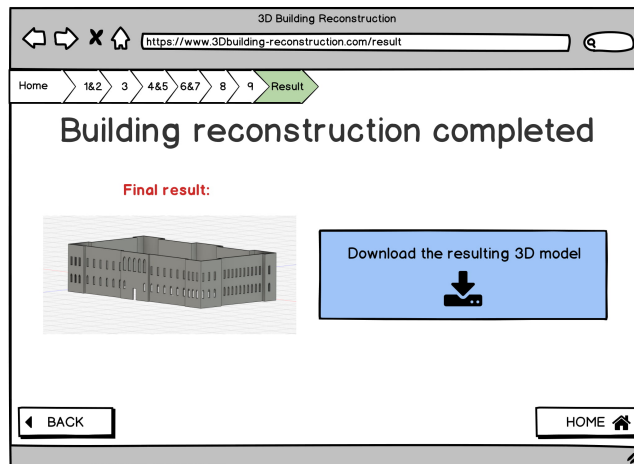 3D Building Reconstruction
https://www.3Dbuilding-reconstruction.com/result
Home 1&2 3 4&5 6&7 8 9 Result
Building reconstruction completed
Final result:
Download the resulting 3D model
BACK
HOME